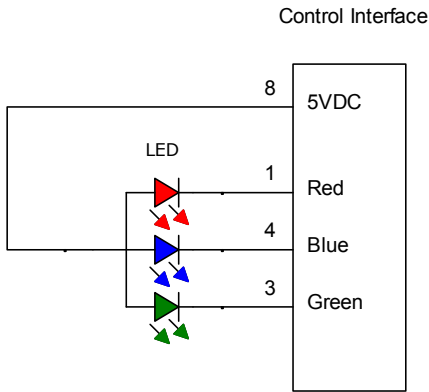 Control Interface
8 5VDC
LED
1 Red
4 Blue
3 Green